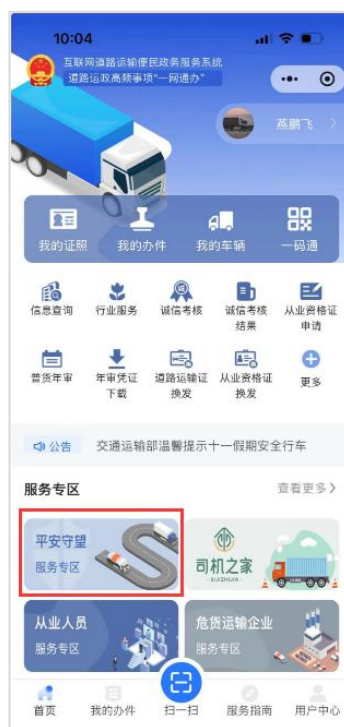 10:04
互联网道路运输便民政务服务系统
道路运政高频事项“一网通办”
燕鹏飞
我的证照 我的办件 我的车辆 一码通
信息查询 行业服务 诚信考核 诚信考核结果 从业资格证申请
普货年审 年审凭证下载 道路运输证换发 从业资格证换发 更多
公告 交通运输部温馨提示十一假期安全行车
服务专区 查看更多
平安守望
服务专区
司机之家
SIJIZHIJIA
从业人员
服务专区
危货运输企业
服务专区
首页 我的办件 扫一扫 服务指南 用户中心